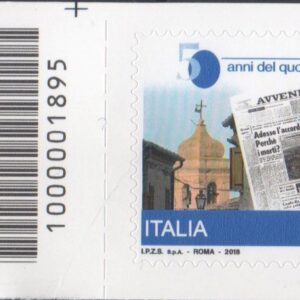 1000001895
50 anni del quo
AVVENI
Adesso l'accord
Perché
i morti?
ITALIA
I.P.Z.S. S.p.A. - ROMA - 2018